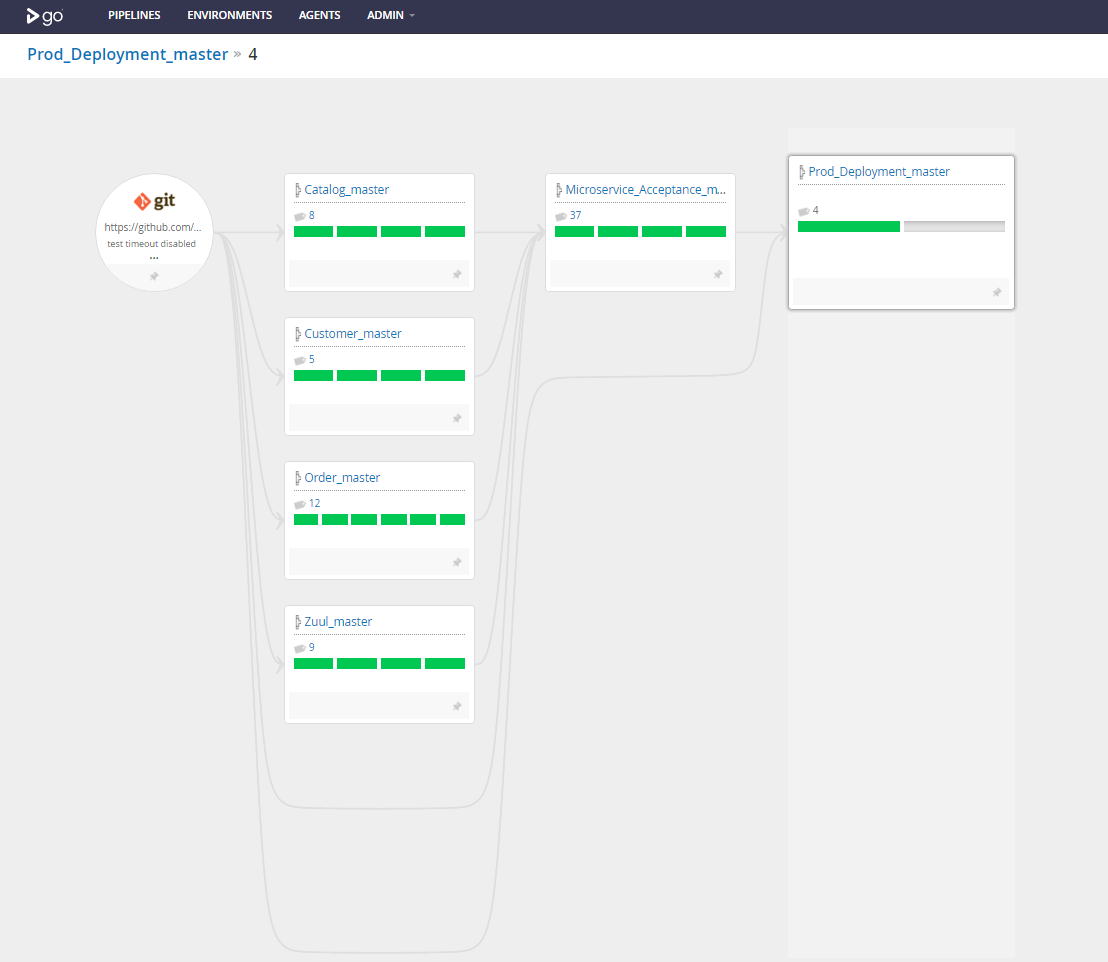 go PIPELINES ENVIRONMENTS AGENTS ADMIN
Prod_Deployment_master » 4
git
https://github.com/...
test timeout disabled
...
Catalog_master
8
Customer_master
5
Order_master
12
Zuul_master
9
Microservice_Acceptance_m...
37
Prod_Deployment_master
4